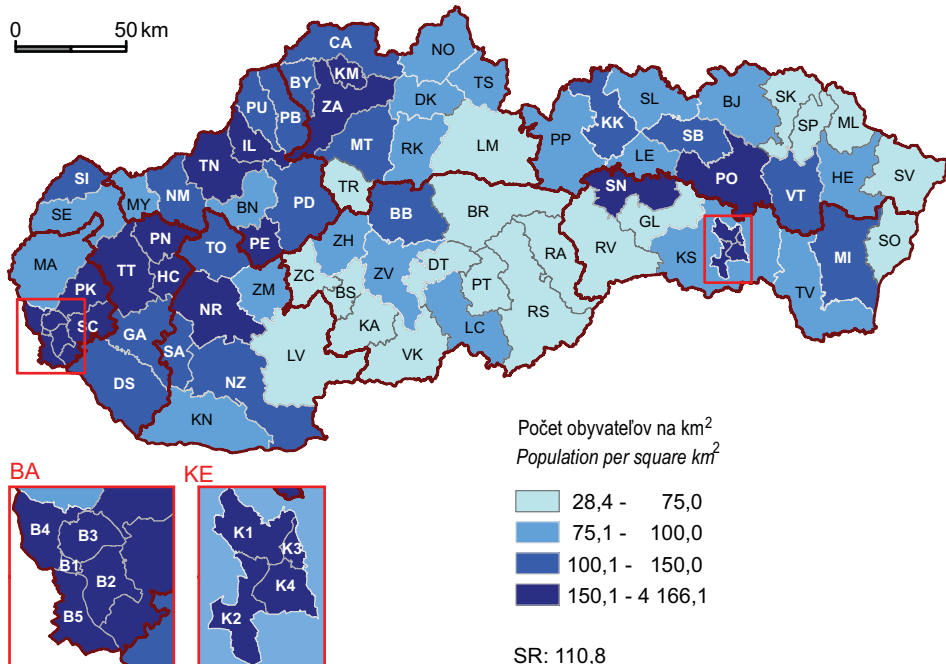 0 50 km
CA
NO
BY
KM
TS
PU
PB
ZA
DK
SL
BJ
SK
SP
ML
KK
IL
MT
RK
LM
PP
SB
TN
LE
PO
HE
SI
NM
TR
SN
VT
SV
SE
MY
BN
PD
BB
BR
GL
SO
PN
TO
PE
ZH
MA
TT
HC
ZC
ZV
DT
RA
RV
KS
MI
PK
ZM
BS
PT
TV
NR
SC
GA
SA
KA
LC
RS
DS
NZ
LV
VK
KN
Počet obyvateľov na km²
Population per square km²
28,4 - 75,0
75,1 - 100,0
100,1 - 150,0
150,1 - 4 166,1
SR: 110,8
BA
B4
B3
B1
B2
B5
KE
K1
K3
K4
K2